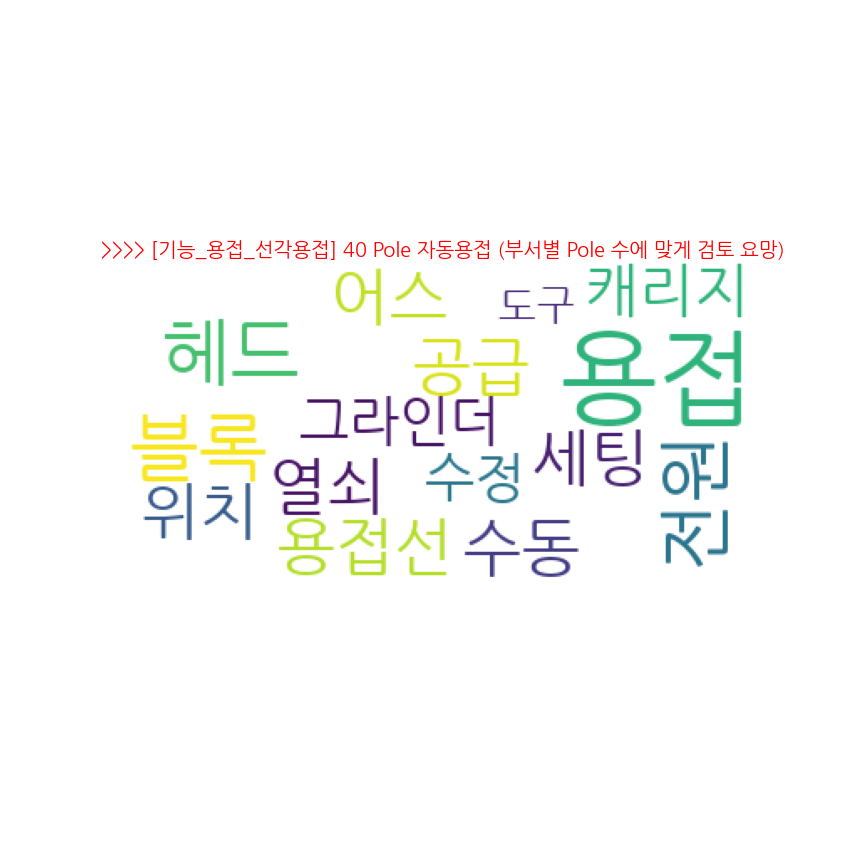 >>>> [기능_용접_선각용접] 40 Pole 자동용접 (부서별 Pole 수에 맞게 검토 요망)
어스
도구
캐리지
헤드
공급
용접
블록
그라인더
세팅
전원
열쇠
수정
위치
용접선
수동